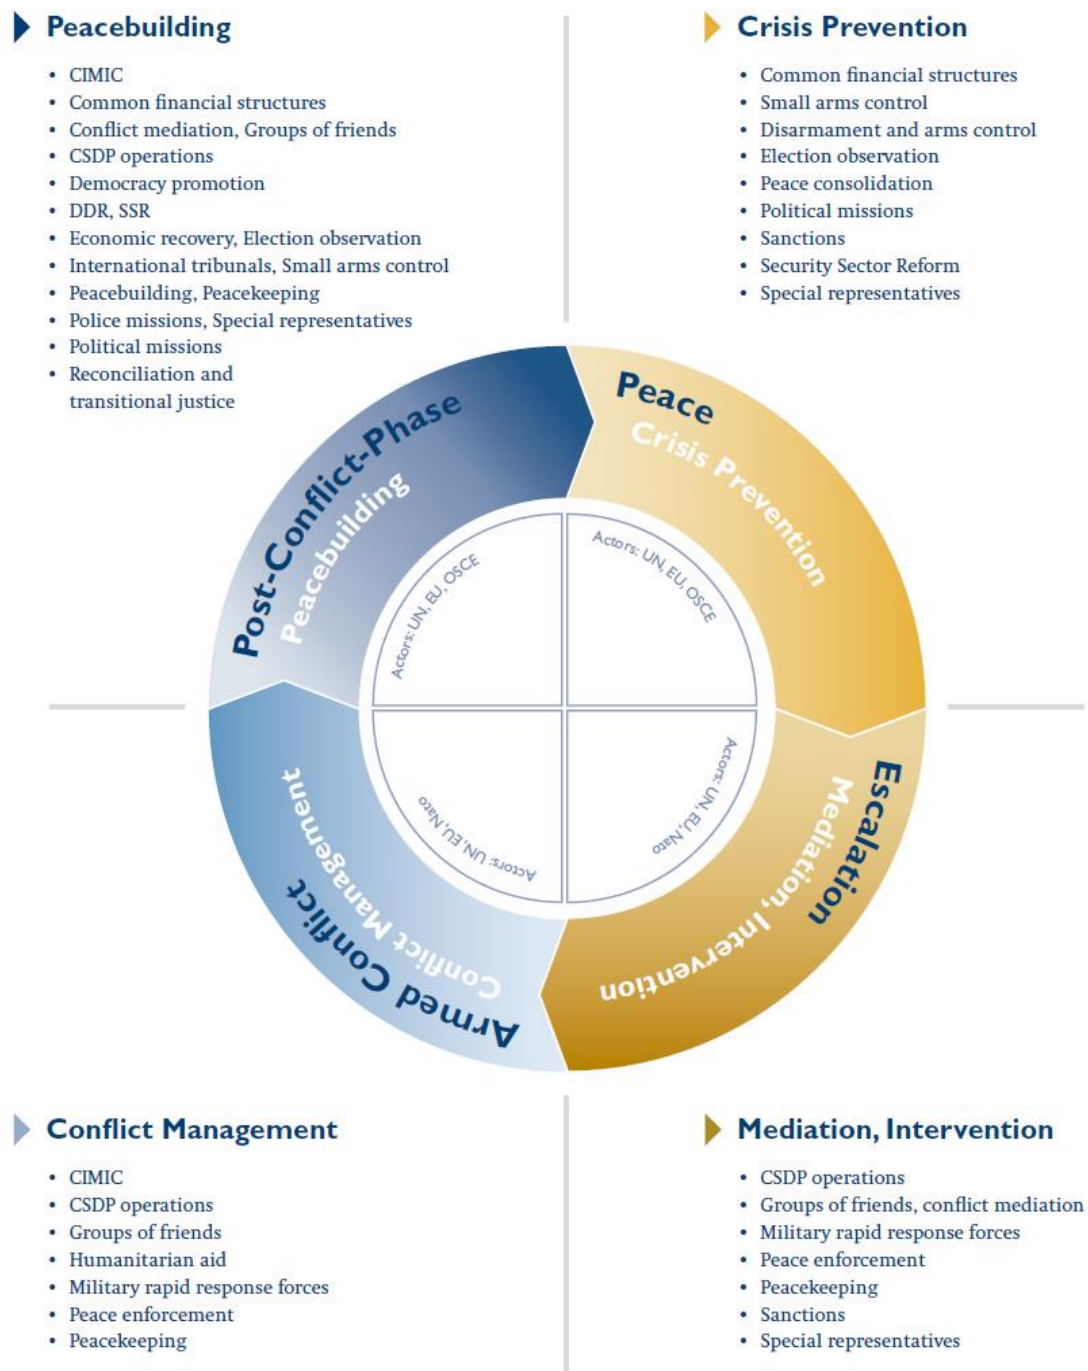 Peacebuilding
• CIMIC
• Common financial structures
• Conflict mediation, Groups of friends
• CSDP operations
• Democracy promotion
• DDR, SSR
• Economic recovery, Election observation
• International tribunals, Small arms control
• Peacebuilding, Peacekeeping
• Police missions, Special representatives
• Political missions
• Reconciliation and
transitional justice
Crisis Prevention
• Common financial structures
• Small arms control
• Disarmament and arms control
• Election observation
• Peace consolidation
• Political missions
• Sanctions
• Security Sector Reform
• Special representatives
Post-Conflict-Phase
Peacebuilding
Actors: UN, EU, OSCE
Peace
Crisis Prevention
Actors: UN, EU, OSCE
Escalation
Mediation, Intervention
Actors: UN, EU, Nato
Armed Conflict
Conflict Management
Actors: UN, EU, Nato
Conflict Management
• CIMIC
• CSDP operations
• Groups of friends
• Humanitarian aid
• Military rapid response forces
• Peace enforcement
• Peacekeeping
Mediation, Intervention
• CSDP operations
• Groups of friends, conflict mediation
• Military rapid response forces
• Peace enforcement
• Peacekeeping
• Sanctions
• Special representatives